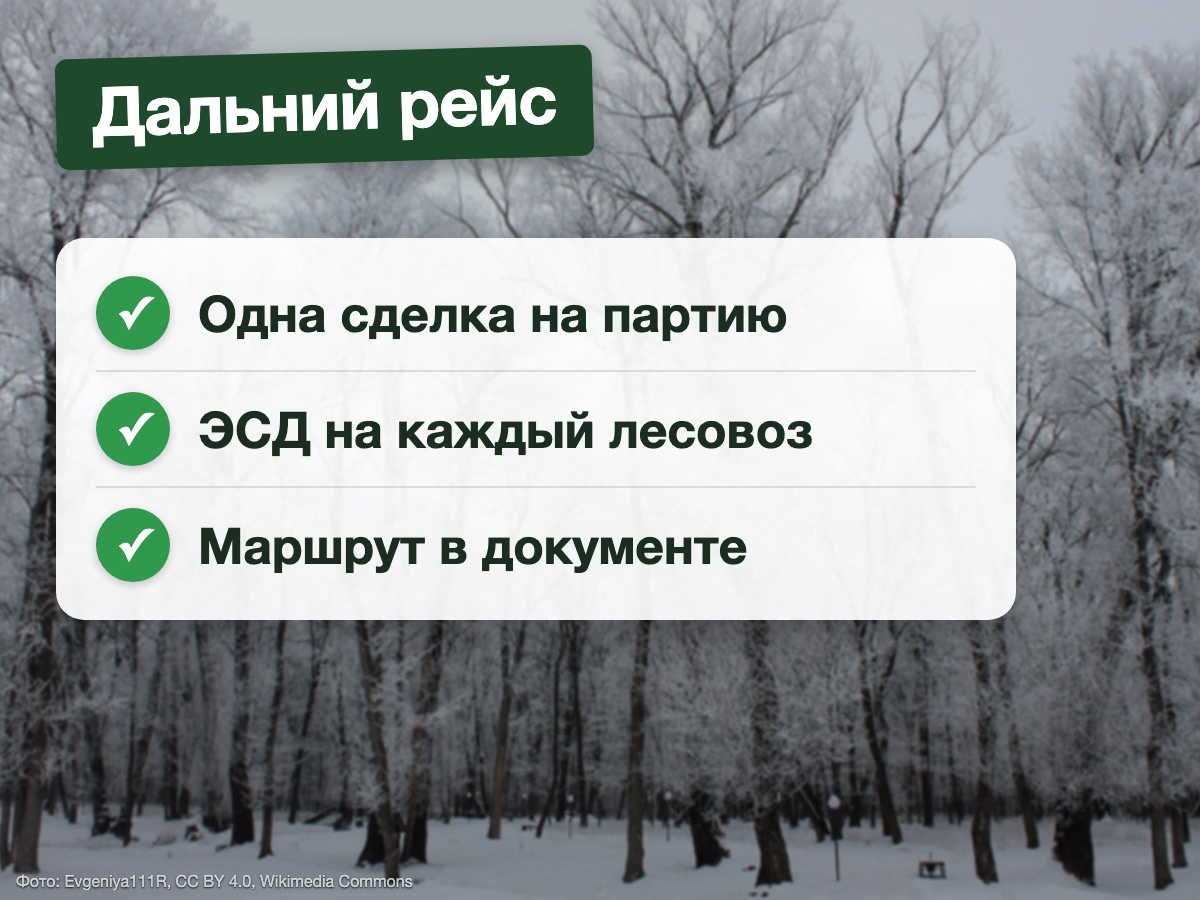 Дальний рейс
Одна сделка на партию
ЭСД на каждый лесовоз
Маршрут в документе
Фото: Evgeniya111R, CC BY 4.0, Wikimedia Commons